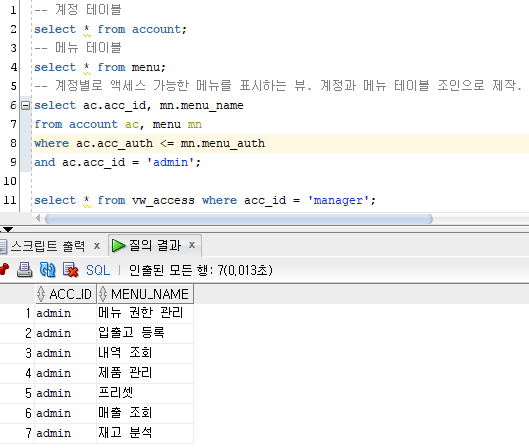 1 -- 계정 테이블
2 select * from account;
3 -- 메뉴 테이블
4 select * from menu;
5 -- 계정별로 액세스 가능한 메뉴를 표시하는 뷰. 계정과 메뉴 테이블 조인으로 제작.
6 select ac.acc_id, mn.menu_name
7 from account ac, menu mn
8 where ac.acc_auth <= mn.menu_auth
9 and ac.acc_id = 'admin';
10
11 select * from vw_access where acc_id = 'manager';
스크립트 출력 x 질의 결과 x
SQL | 인출된 모든 행: 7(0,013초)
ACC_ID MENU_NAME
1 admin 메뉴 권한 관리
2 admin 입출고 등록
3 admin 내역 조회
4 admin 제품 관리
5 admin 프리셋
6 admin 매출 조회
7 admin 재고 분석